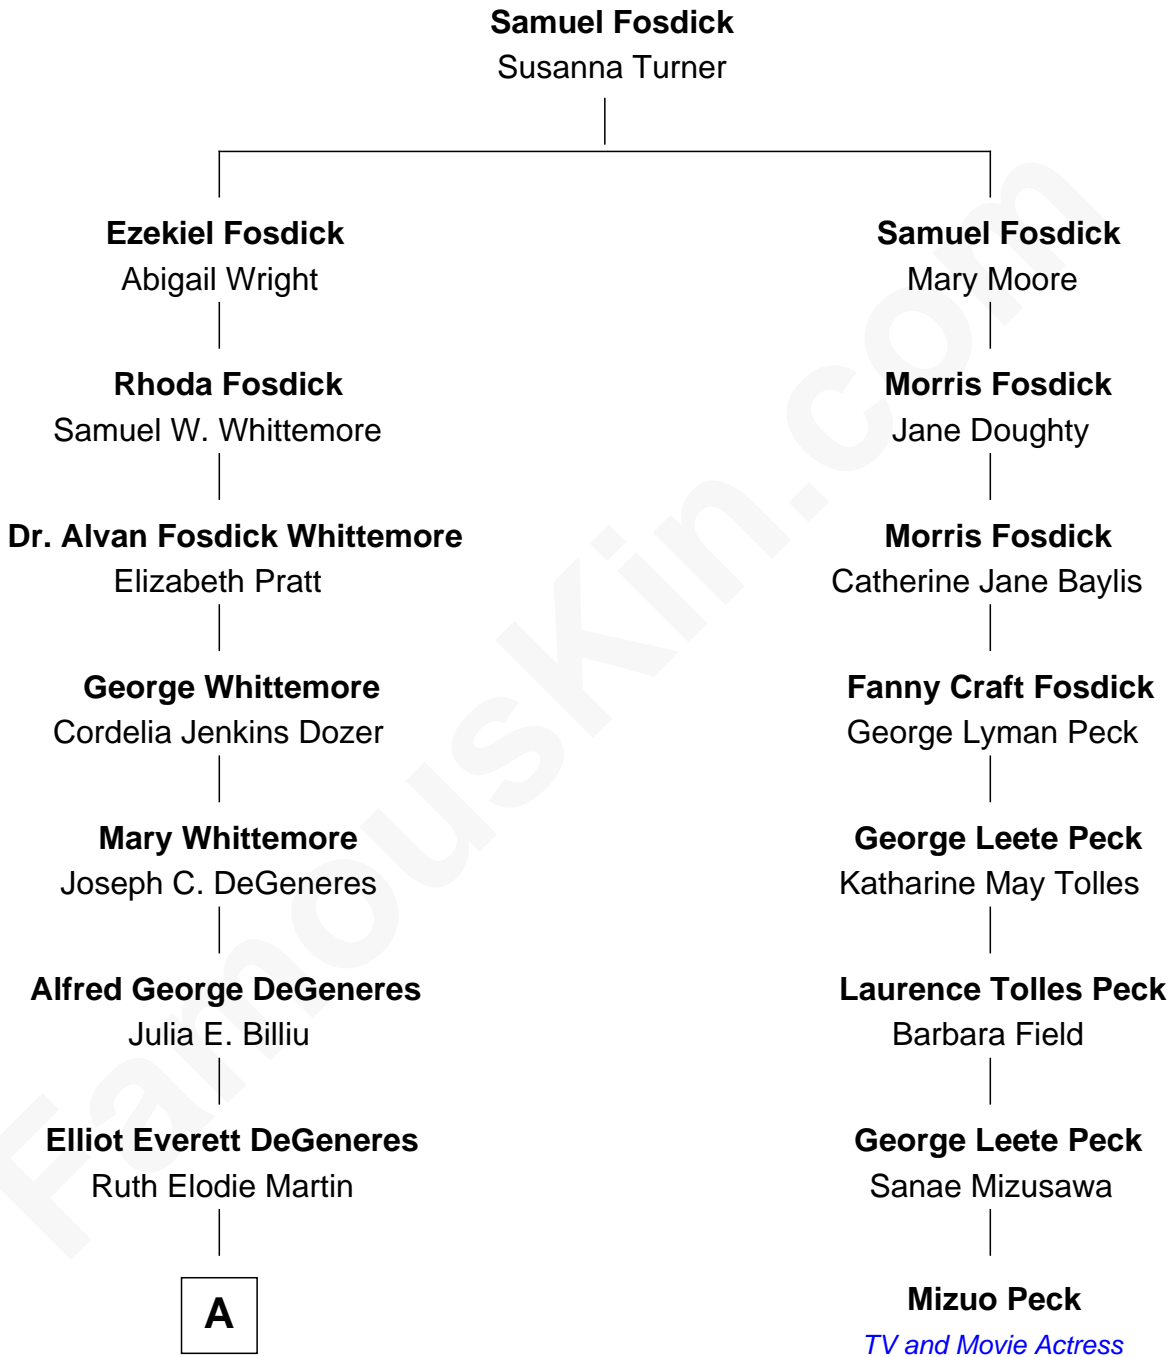 Samuel Fosdick
Susanna Turner
Ezekiel Fosdick
Abigail Wright
Samuel Fosdick
Mary Moore
Rhoda Fosdick
Samuel W. Whittemore
Morris Fosdick
Jane Doughty
Dr. Alvan Fosdick Whittemore
Elizabeth Pratt
Morris Fosdick
Catherine Jane Baylis
George Whittemore
Cordelia Jenkins Dozer
Fanny Craft Fosdick
George Lyman Peck
Mary Whittemore
Joseph C. DeGeneres
George Leete Peck
Katharine May Tolles
Alfred George DeGeneres
Julia E. Billiu
Laurence Tolles Peck
Barbara Field
Elliot Everett DeGeneres
Ruth Elodie Martin
George Leete Peck
Sanae Mizusawa
A
Mizuo Peck
TV and Movie Actress
FamousKin.com